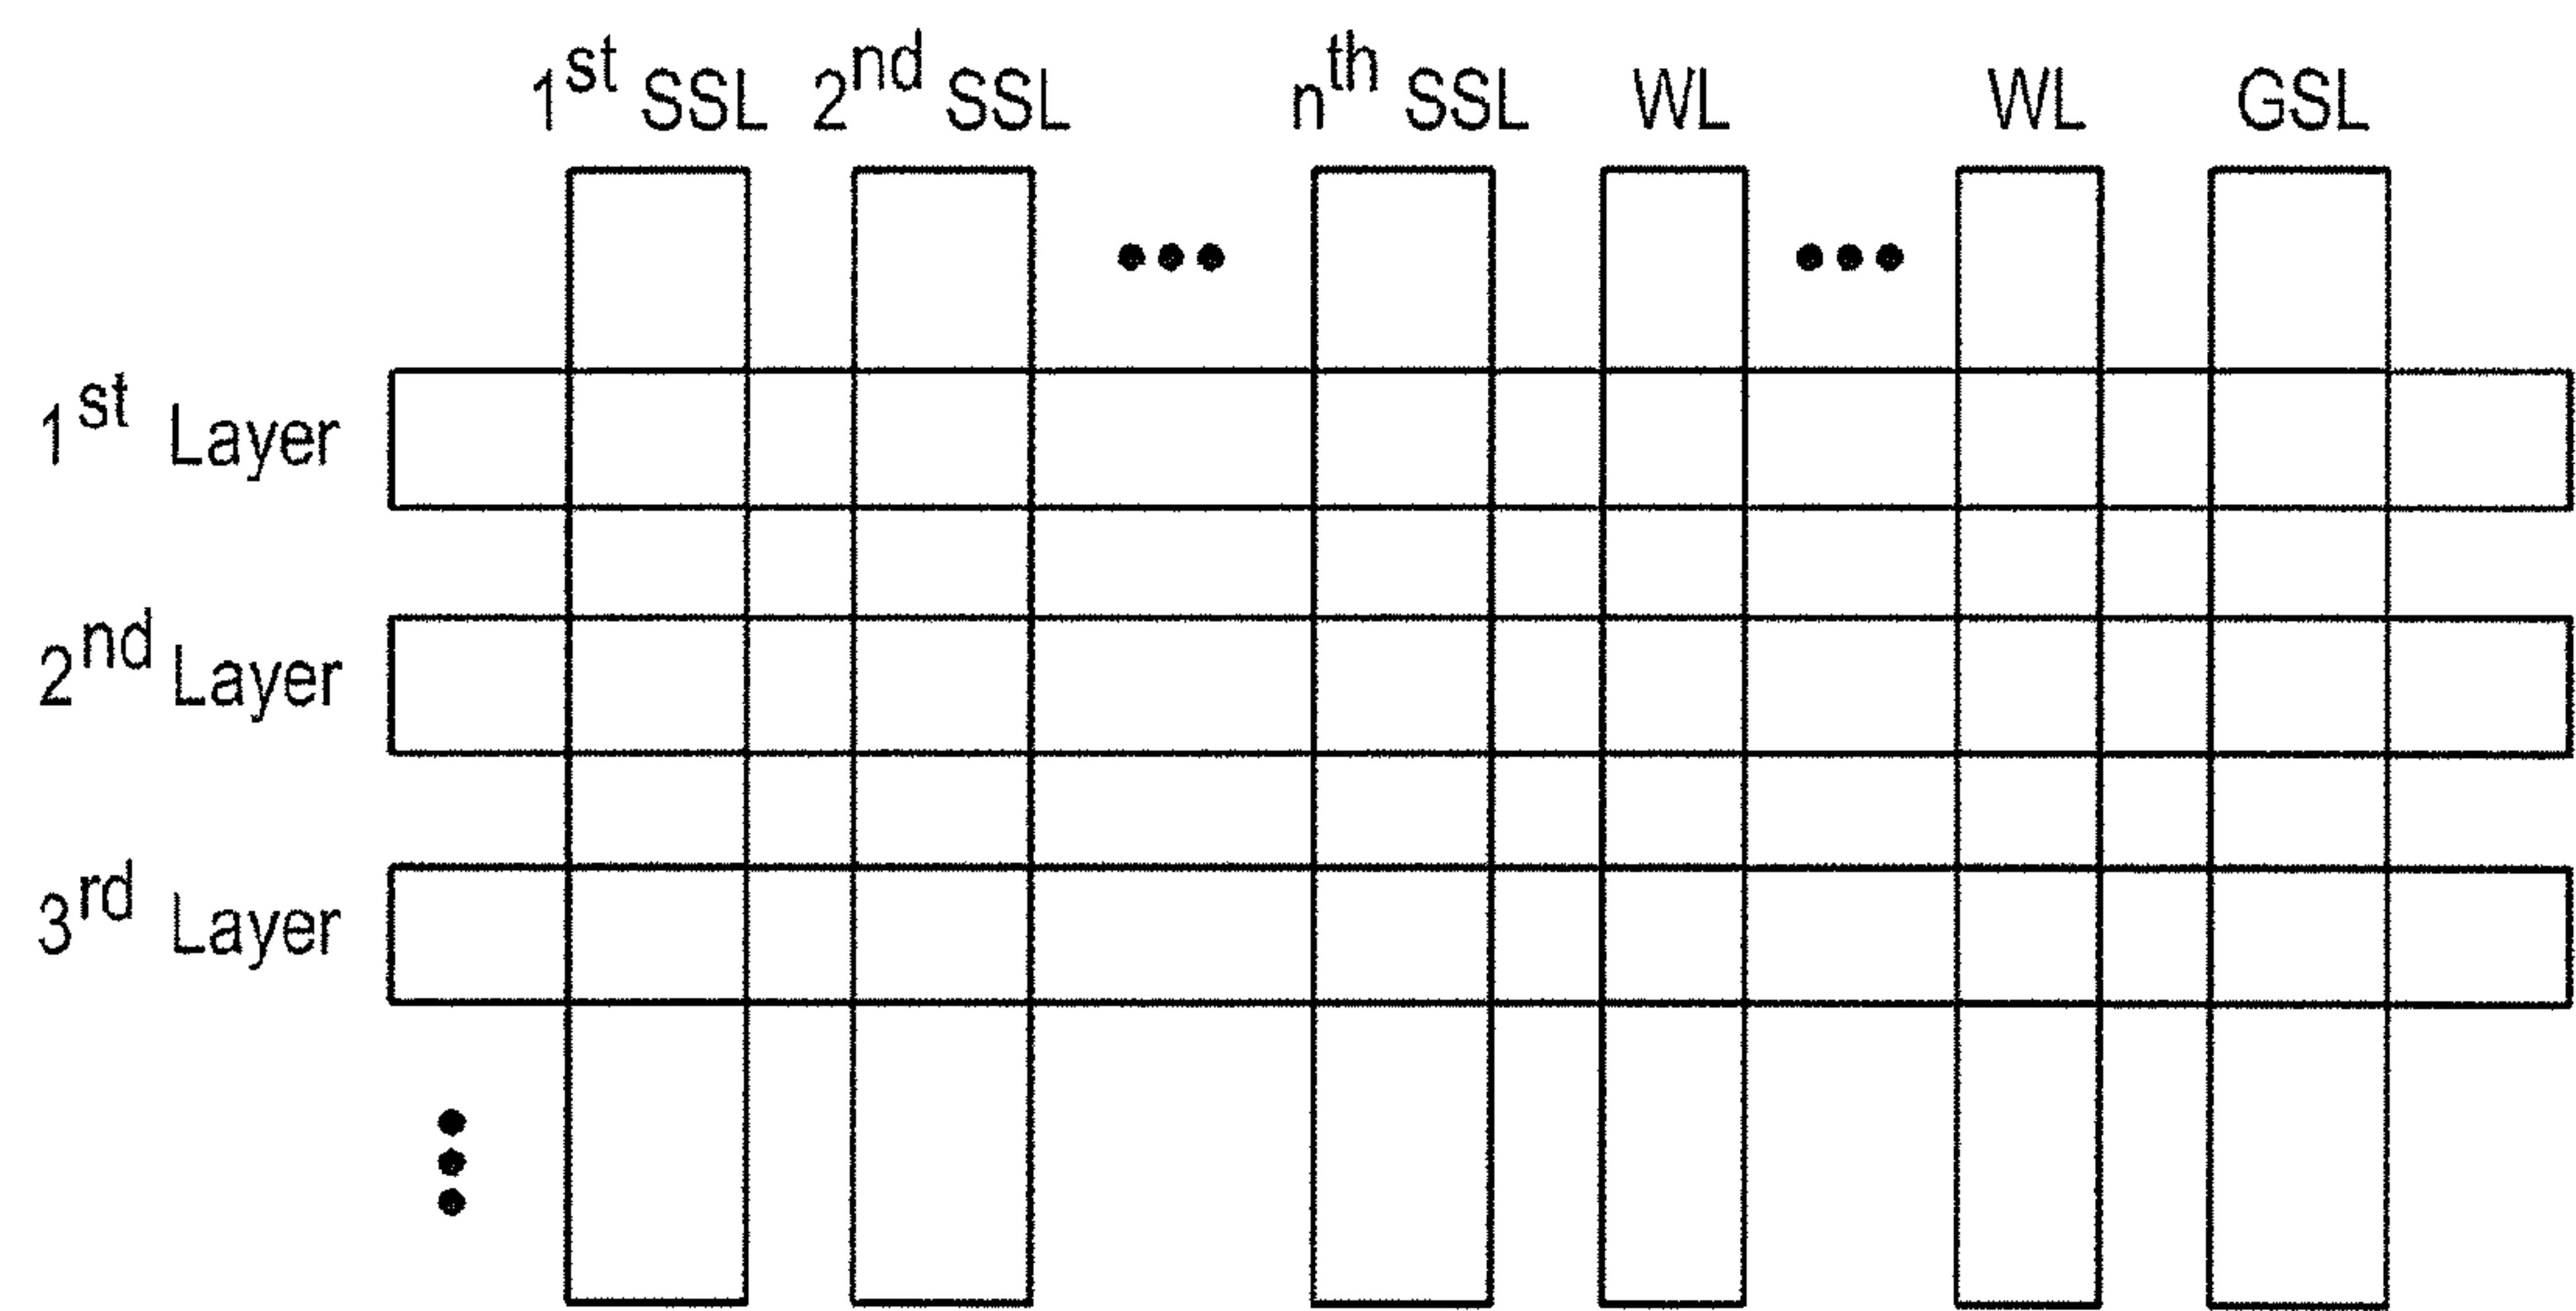 1st SSL 2nd SSL nth SSL WL WL GSL
1st Layer
2nd Layer
3rd Layer